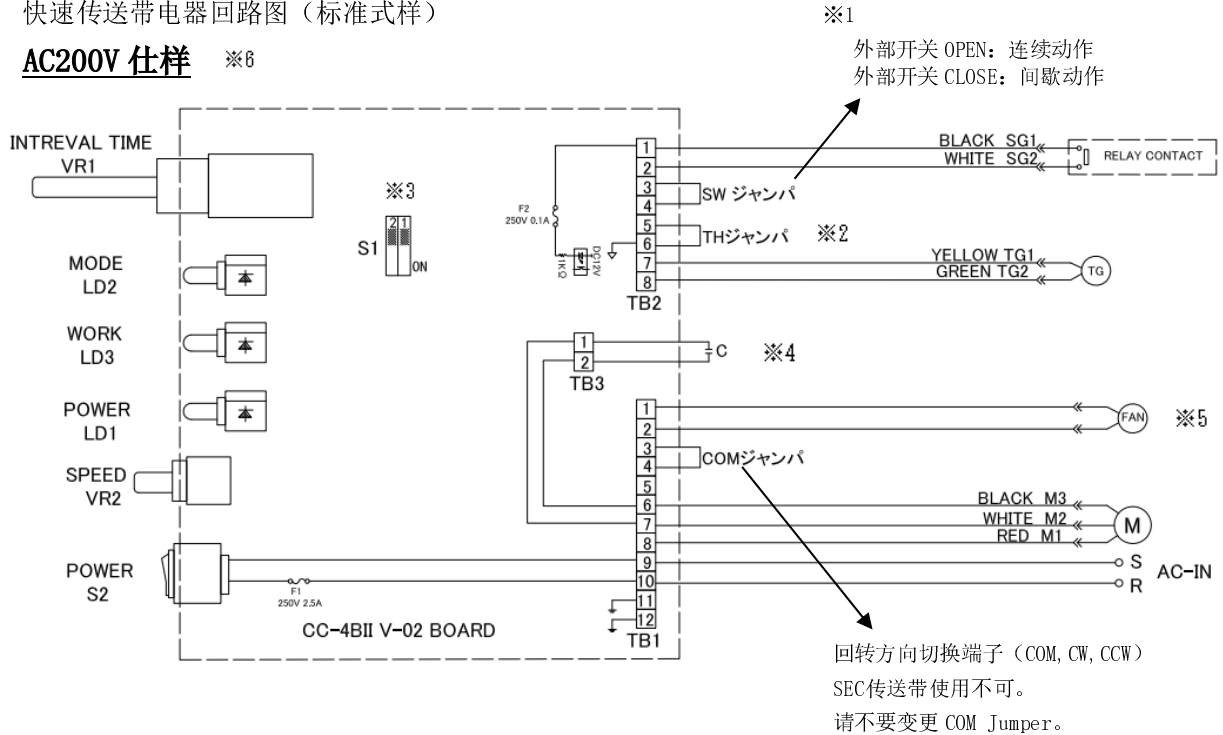 快速传送带电器回路图（标准式样）
※1
AC200V 仕样 ※6
外部开关 OPEN：连续动作
外部开关 CLOSE：间歇动作
INTREVAL TIME
VR1
※3
2 1
S1
ON
MODE
LD2
WORK
LD3
POWER
LD1
SPEED
VR2
POWER
S2
F2
250V 0.1A
1KΩ
DC12V
F1
250V 2.5A
CC-4BII V-02 BOARD
1
2
3
4
5
6
7
8
TB2
BLACK SG1
WHITE SG2
RELAY CONTACT
SW ジャンパ
THジャンパ ※2
YELLOW TG1
GREEN TG2
TG
1
2
TB3
C ※4
1
2
3
4
5
6
7
8
9
10
11
12
TB1
FAN ※5
COMジャンパ
BLACK M3
WHITE M2
RED M1
M
S
R
AC-IN
回转方向切换端子（COM,CW,CCW）
SEC传送带使用不可。
请不要变更 COM Jumper。